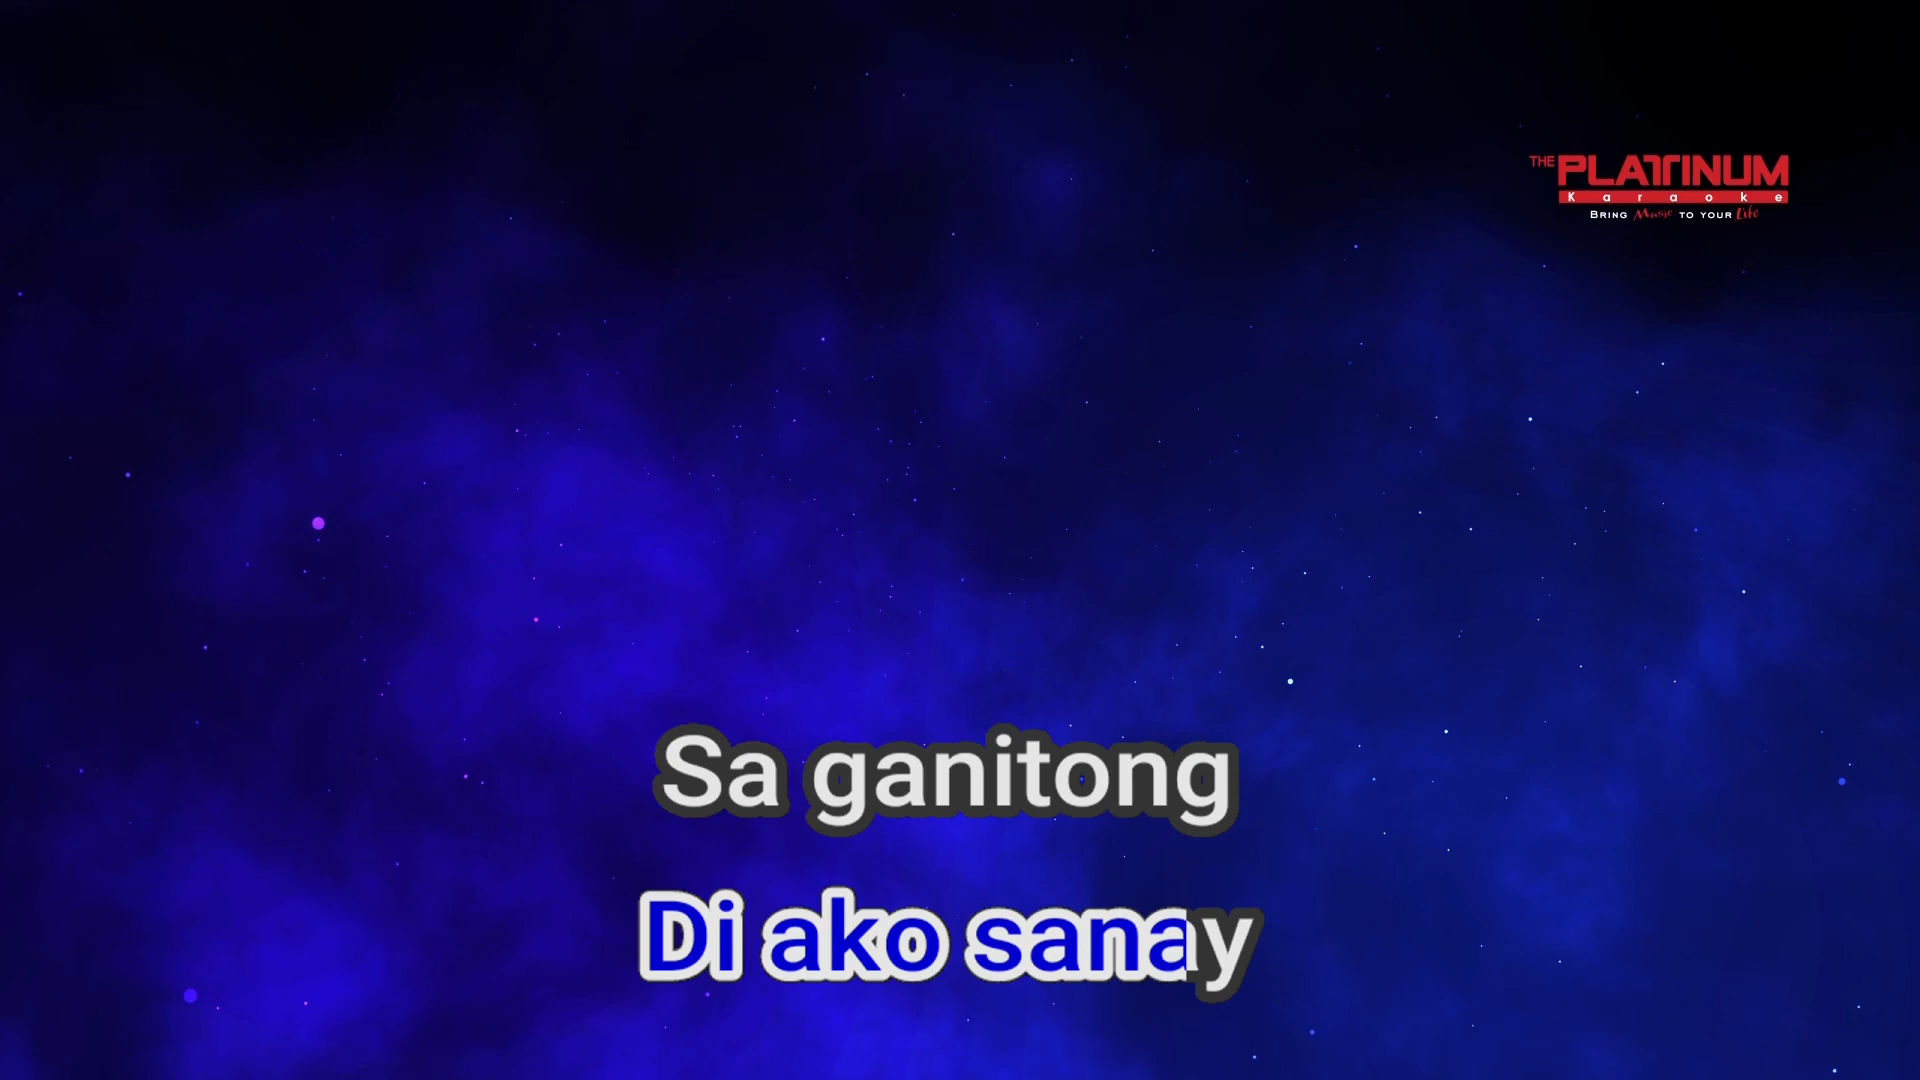 THE PLATINUM
Karaoke
BRING Music TO YOUR Life
Sa ganitong
Di ako sanay